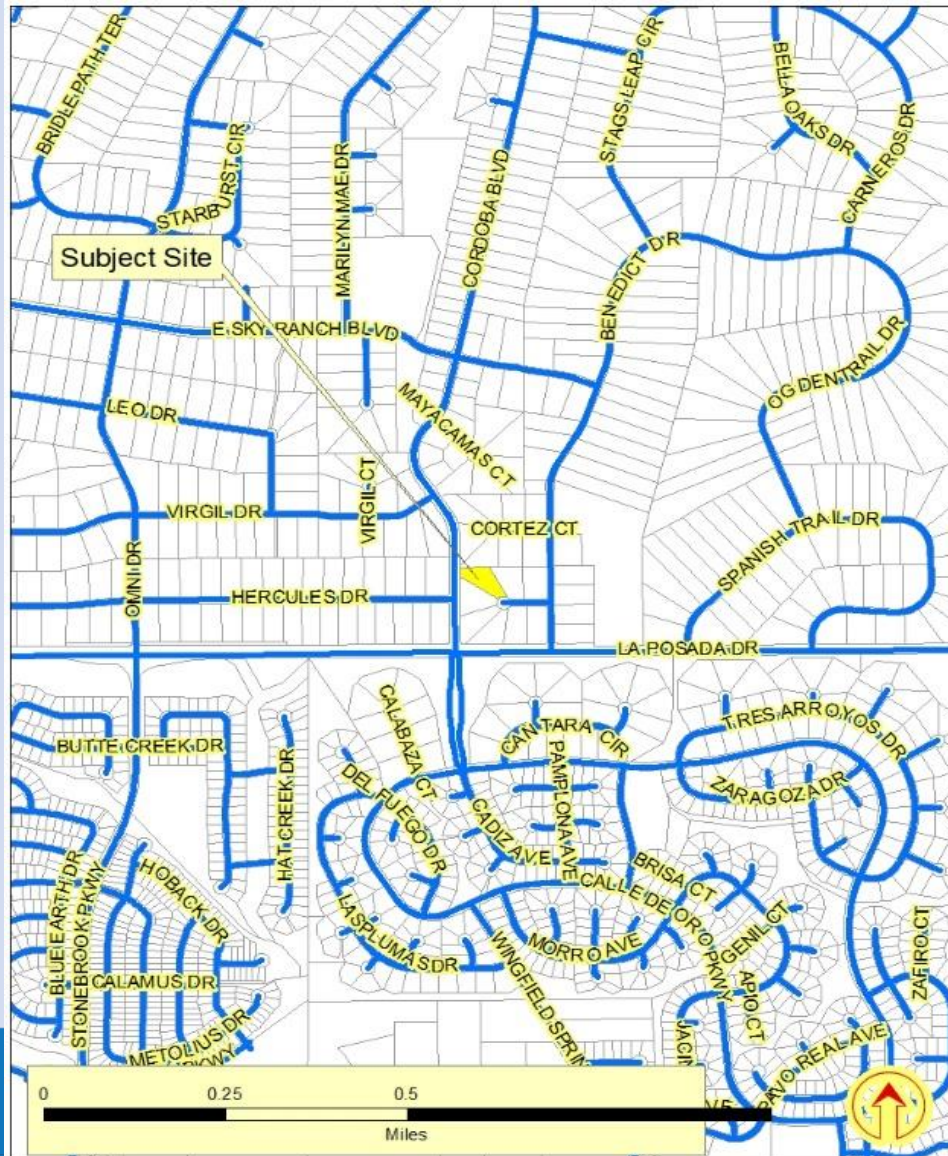 BRIDLE PATH TER
STAGS LEAP CIR
BELLA OAKS DR
CARNEROS DR
STARBURST CIR
MARILYN MAE DR
CORDOBA BLVD
Subject Site
BENEDICT DR
E SKY RANCH BLVD
OGDEN TRAIL DR
LEO DR
MAYACAMAS CT
VIRGIL CT
VIRGIL DR
CORTEZ CT
SPANISH TRAIL DR
OMNI DR
HERCULES DR
LA POSADA DR
CALABAZA CT
CANTARA CIR
TRES ARROYOS DR
BUTTE CREEK DR
HAT CREEK DR
DEL FUEGO DR
PAMPLONA AVE
ZARAGOZA DR
CADIZ AVE
BRISA CT
HOBACK DR
CALLE DE ORO PKWY
BLUE EARTH DR
STONEBROOK PKWY
LAS PLUMAS DR
WINGFIELD SPRIN
MORRO AVE
GENIL CT
ZAFIRO CT
CALAMUS DR
APIO CT
METOLIUS DR
PKWY
JACIN
PAVO REAL AVE
0 0.25 0.5
Miles